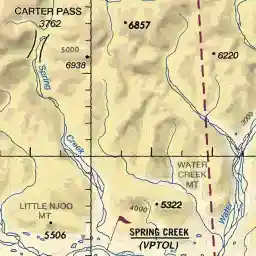 CARTER PASS
3762
6857
5000
6938
6220
Spring
Creek
3000
WATER
CREEK
MT
LITTLE NJOO
MT
4000
5322
5506
Water
SPRING CREEK
(VPTOL)